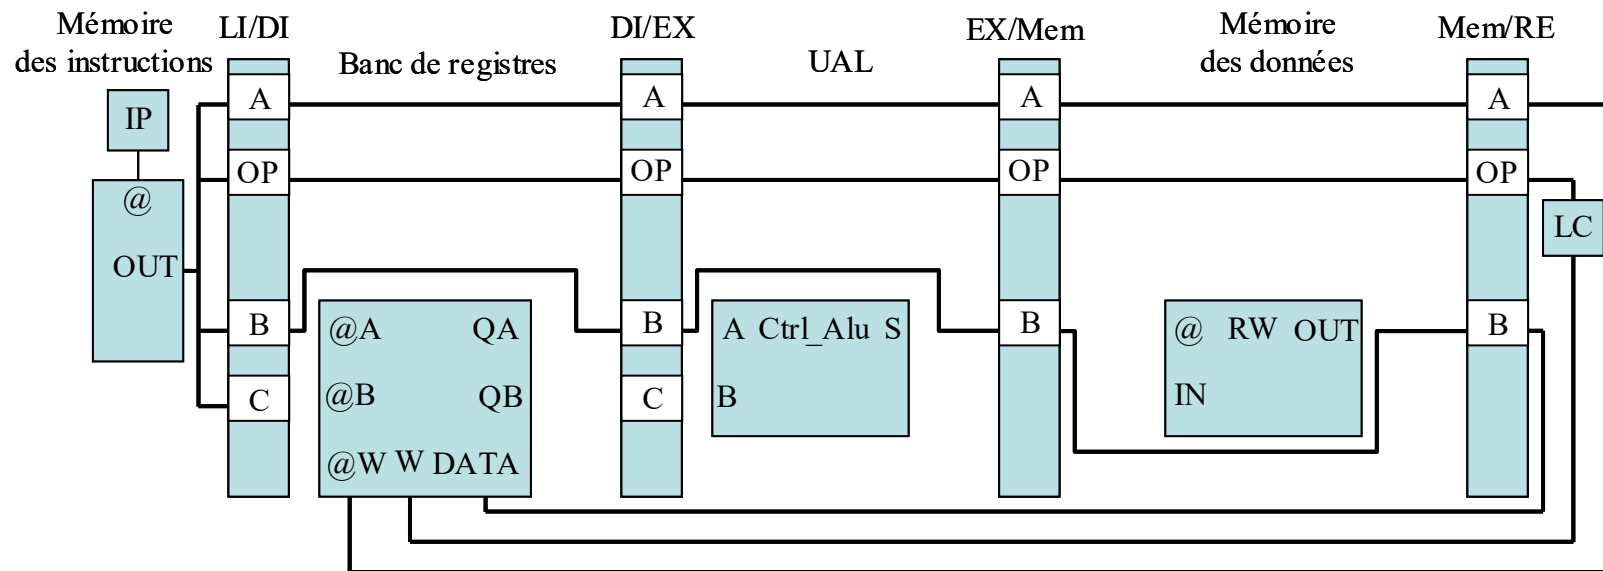 Mémoire
des instructions
LI/DI
Banc de registres
DI/EX
UAL
EX/Mem
Mémoire
des données
Mem/RE
IP
@
OUT
A
OP
B
C
@A QA
@B QB
@W W DATA
A
OP
B
C
A Ctrl_Alu S
B
A
OP
B
@ RW OUT
IN
A
OP
B
LC